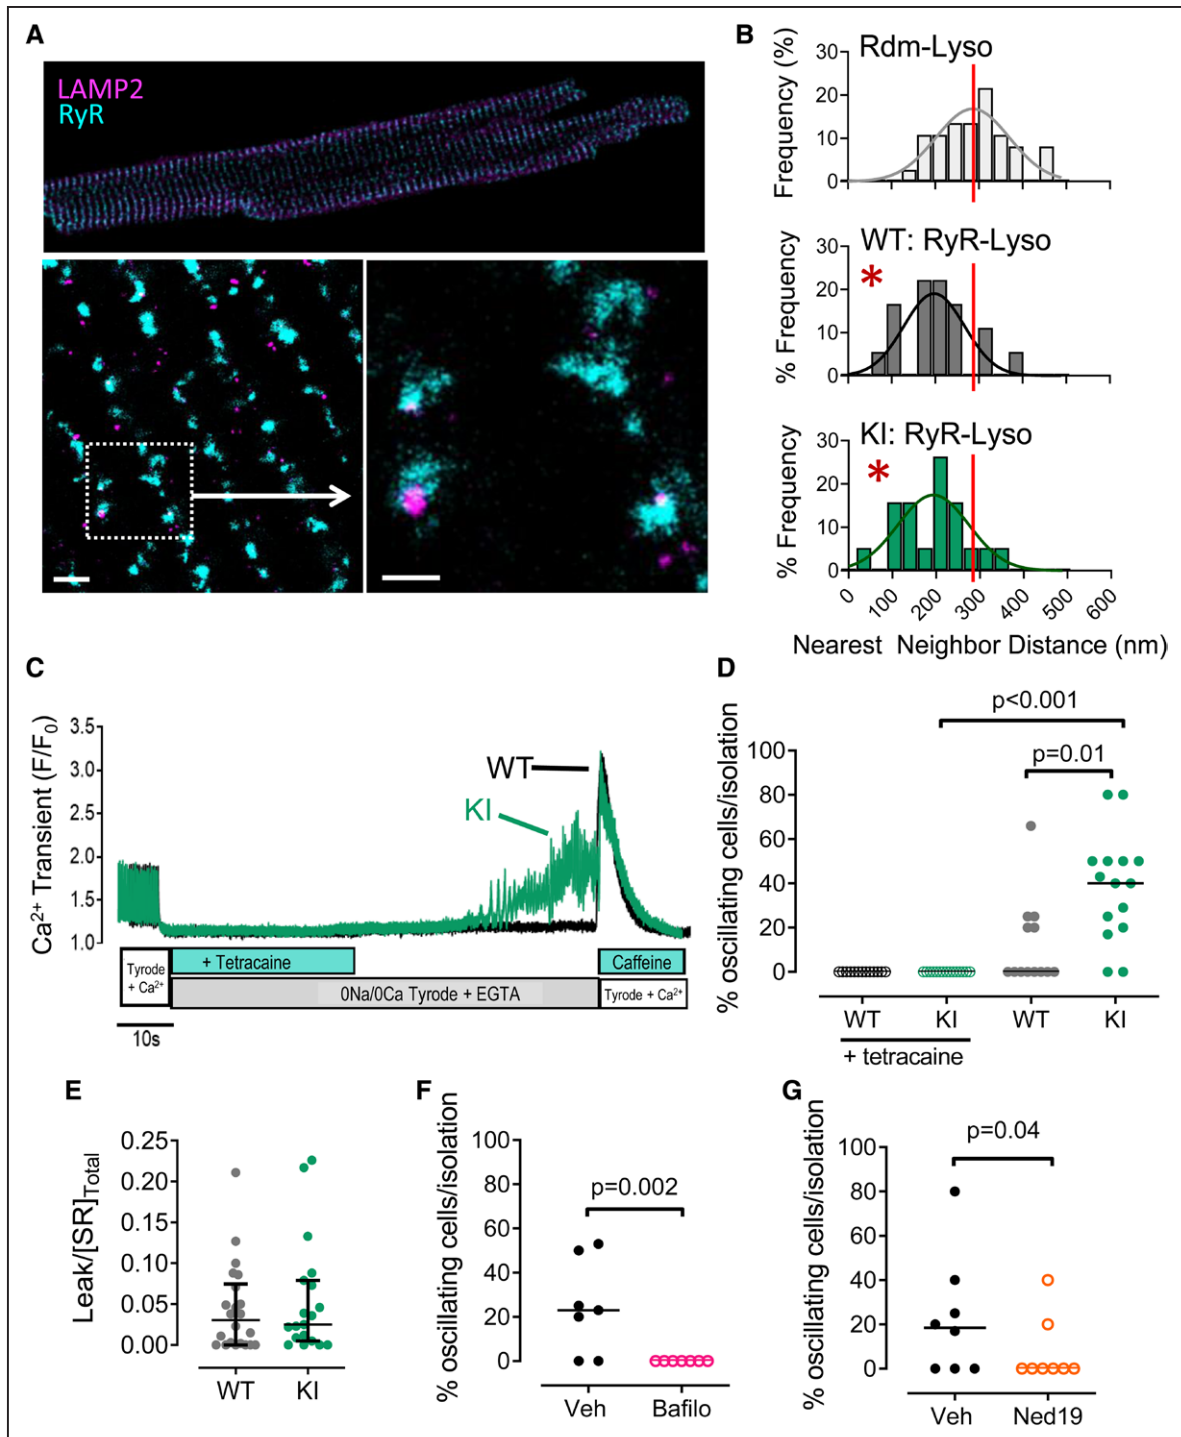 A
LAMP2
RyR
B
Frequency (%)
30
20
10
0
Rdm-Lyso
% Frequency
30
20
10
0
WT: RyR-Lyso
*
% Frequency
30
20
10
0
KI: RyR-Lyso
*
0 100 200 300 400 500 600
Nearest Neighbor Distance (nm)
C
Ca²⁺ Transient (F/F₀)
3.5
3.0
2.5
2.0
1.5
1.0
WT
KI
+ Tetracaine
Caffeine
Tyrode
+ Ca²⁺
0Na/0Ca Tyrode + EGTA
Tyrode + Ca²⁺
10s
D
% oscillating cells/isolation
100
80
60
40
20
0
p<0.001
p=0.01
WT KI WT KI
+ tetracaine
E
Leak/[SR]Total
0.25
0.20
0.15
0.10
0.05
0.00
WT KI
F
% oscillating cells/isolation
100
80
60
40
20
0
p=0.002
Veh Bafilo
G
% oscillating cells/isolation
100
80
60
40
20
0
p=0.04
Veh Ned19